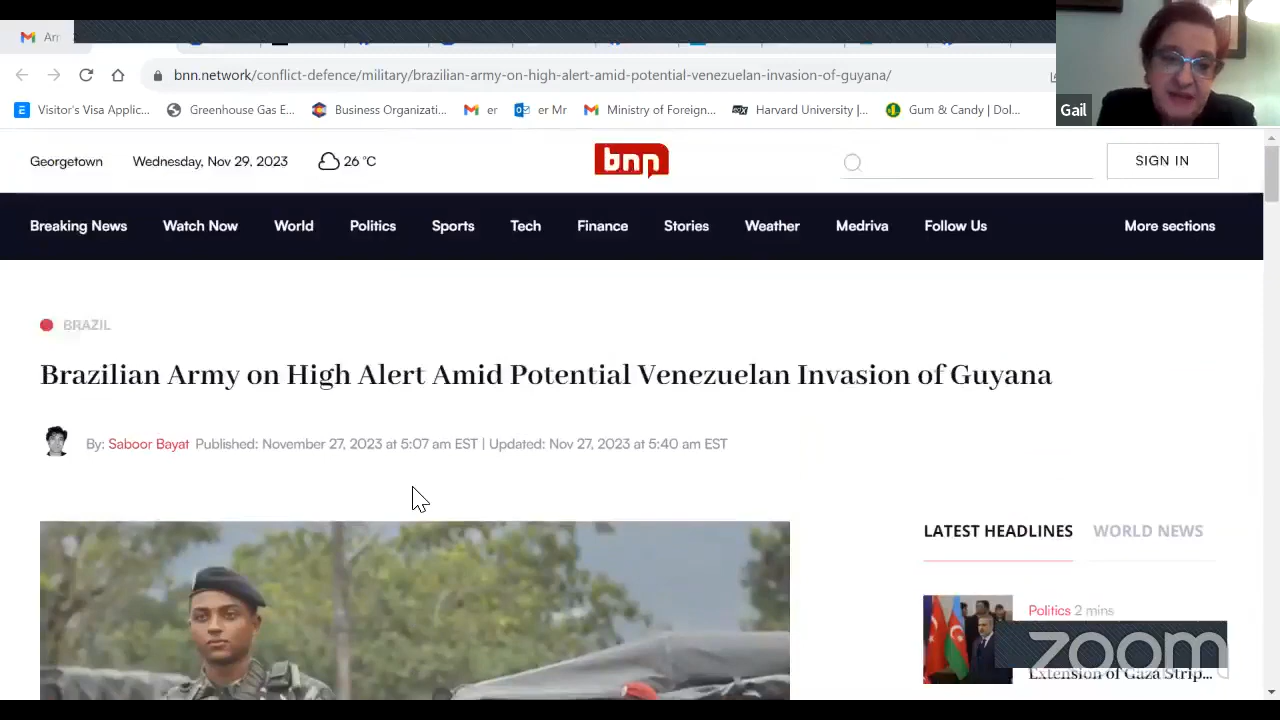 Arr
bnn.network/conflict-defence/military/brazilian-army-on-high-alert-amid-potential-venezuelan-invasion-of-guyana/
Gail
Visitor's Visa Applic... Greenhouse Gas E... Business Organizati... er er Mr Ministry of Foreign... Harvard University |... Gum & Candy | Dol...
Georgetown Wednesday, Nov 29, 2023 26 °C bnn SIGN IN
Breaking News Watch Now World Politics Sports Tech Finance Stories Weather Medriva Follow Us More sections
BRAZIL
Brazilian Army on High Alert Amid Potential Venezuelan Invasion of Guyana
By: Saboor Bayat Published: November 27, 2023 at 5:07 am EST | Updated: Nov 27, 2023 at 5:40 am EST
LATEST HEADLINES WORLD NEWS
Politics 2 mins
zoom
Extension of Gaza Strip...